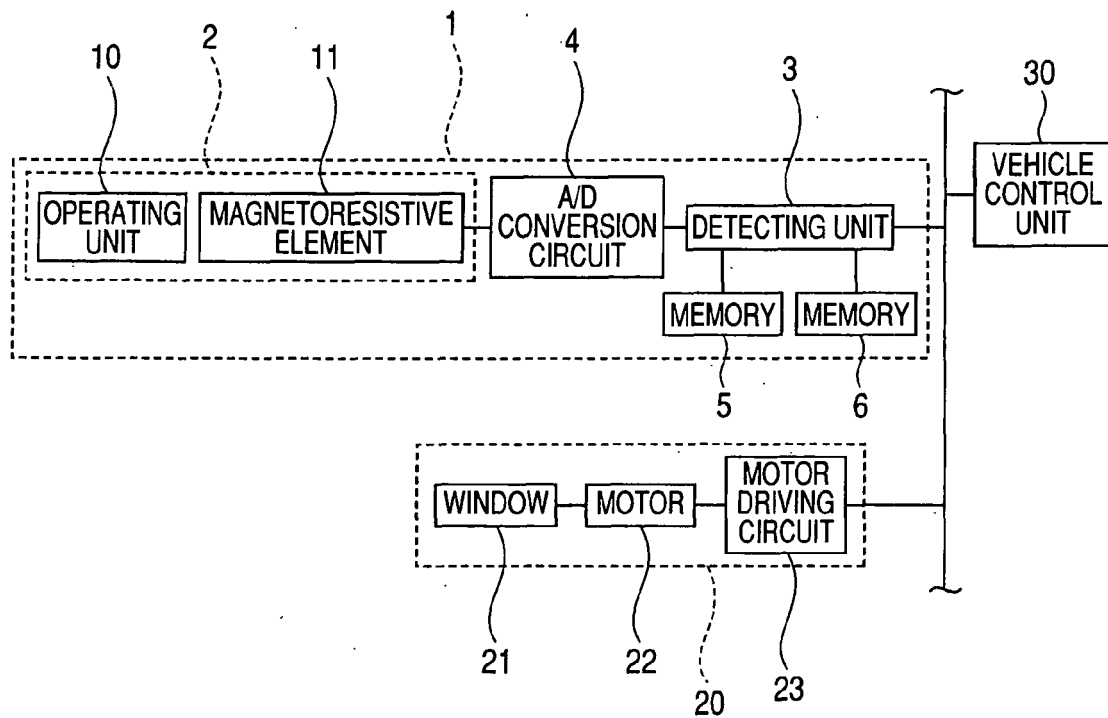 1
2
4
10
11
3
30
OPERATING
UNIT
MAGNETORESISTIVE
ELEMENT
A/D
CONVERSION
CIRCUIT
DETECTING UNIT
VEHICLE
CONTROL
UNIT
MEMORY
MEMORY
5
6
WINDOW
MOTOR
MOTOR
DRIVING
CIRCUIT
21
22
20
23